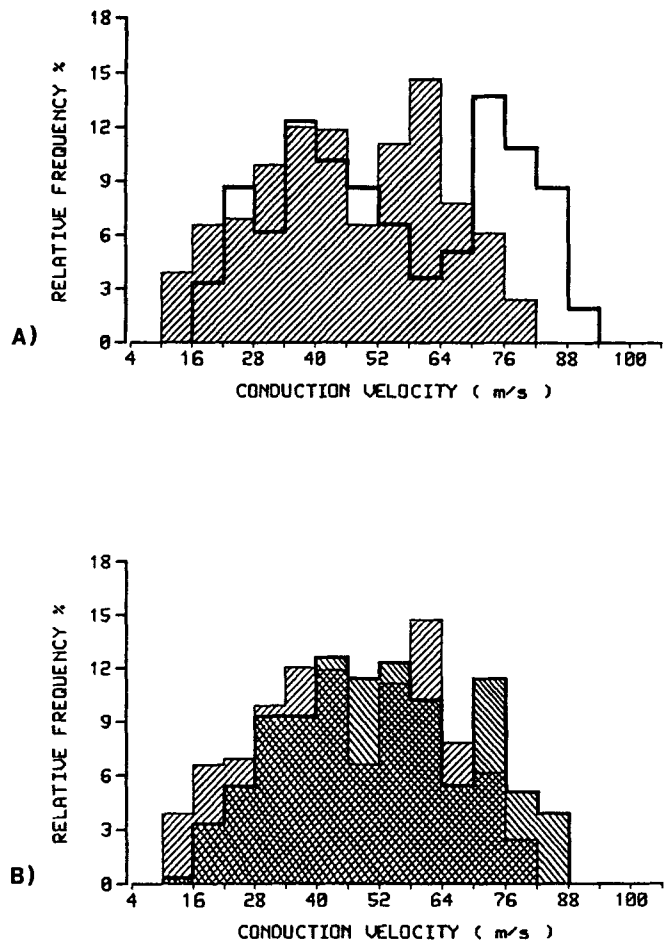 18
15
12
9
6
3
0
RELATIVE FREQUENCY %
A)
4 16 28 40 52 64 76 88 100
CONDUCTION VELOCITY ( m/s )
18
15
12
9
6
3
0
RELATIVE FREQUENCY %
B)
4 16 28 40 52 64 76 88 100
CONDUCTION VELOCITY ( m/s )